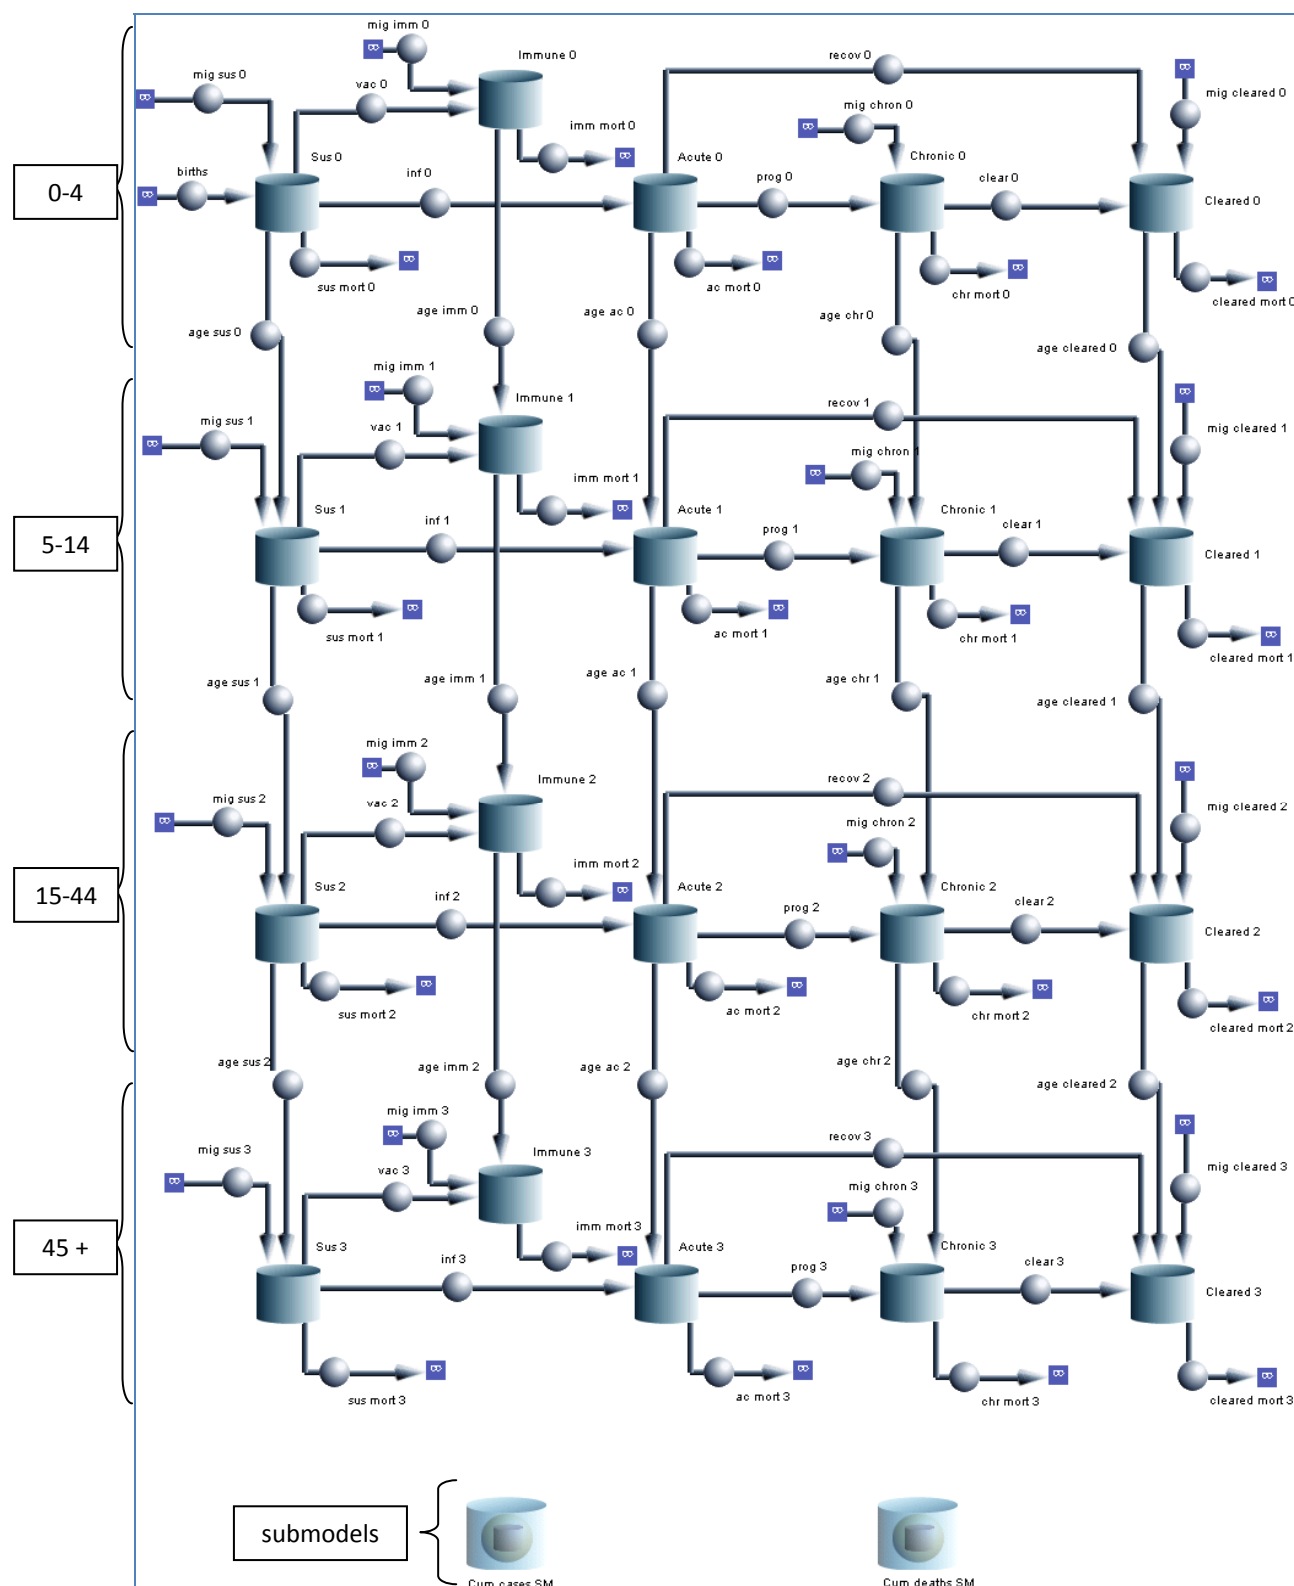 mig imm 0
Immune 0
recov 0
mig sus 0
vac 0
mig chron 0
mig cleared 0
imm mort 0
Sus 0
Acute 0
Chronic 0
0-4
births
inf 0
prog 0
clear 0
Cleared 0
sus mort 0
ac mort 0
chr mort 0
cleared mort 0
age sus 0
age imm 0
age ac 0
age chr 0
age cleared 0
mig imm 1
Immune 1
recov 1
mig sus 1
vac 1
mig chron 1
mig cleared 1
imm mort 1
Sus 1
Acute 1
Chronic 1
5-14
inf 1
prog 1
clear 1
Cleared 1
sus mort 1
ac mort 1
chr mort 1
cleared mort 1
age sus 1
age imm 1
age ac 1
age chr 1
age cleared 1
mig imm 2
Immune 2
recov 2
mig sus 2
vac 2
mig chron 2
mig cleared 2
imm mort 2
Sus 2
Acute 2
Chronic 2
15-44
inf 2
prog 2
clear 2
Cleared 2
sus mort 2
ac mort 2
chr mort 2
cleared mort 2
age sus 2
age imm 2
age ac 2
age chr 2
age cleared 2
mig imm 3
Immune 3
recov 3
mig sus 3
vac 3
mig chron 3
mig cleared 3
imm mort 3
Sus 3
Acute 3
Chronic 3
45 +
inf 3
prog 3
clear 3
Cleared 3
sus mort 3
ac mort 3
chr mort 3
cleared mort 3
submodels
Cum cases SM
Cum deaths SM